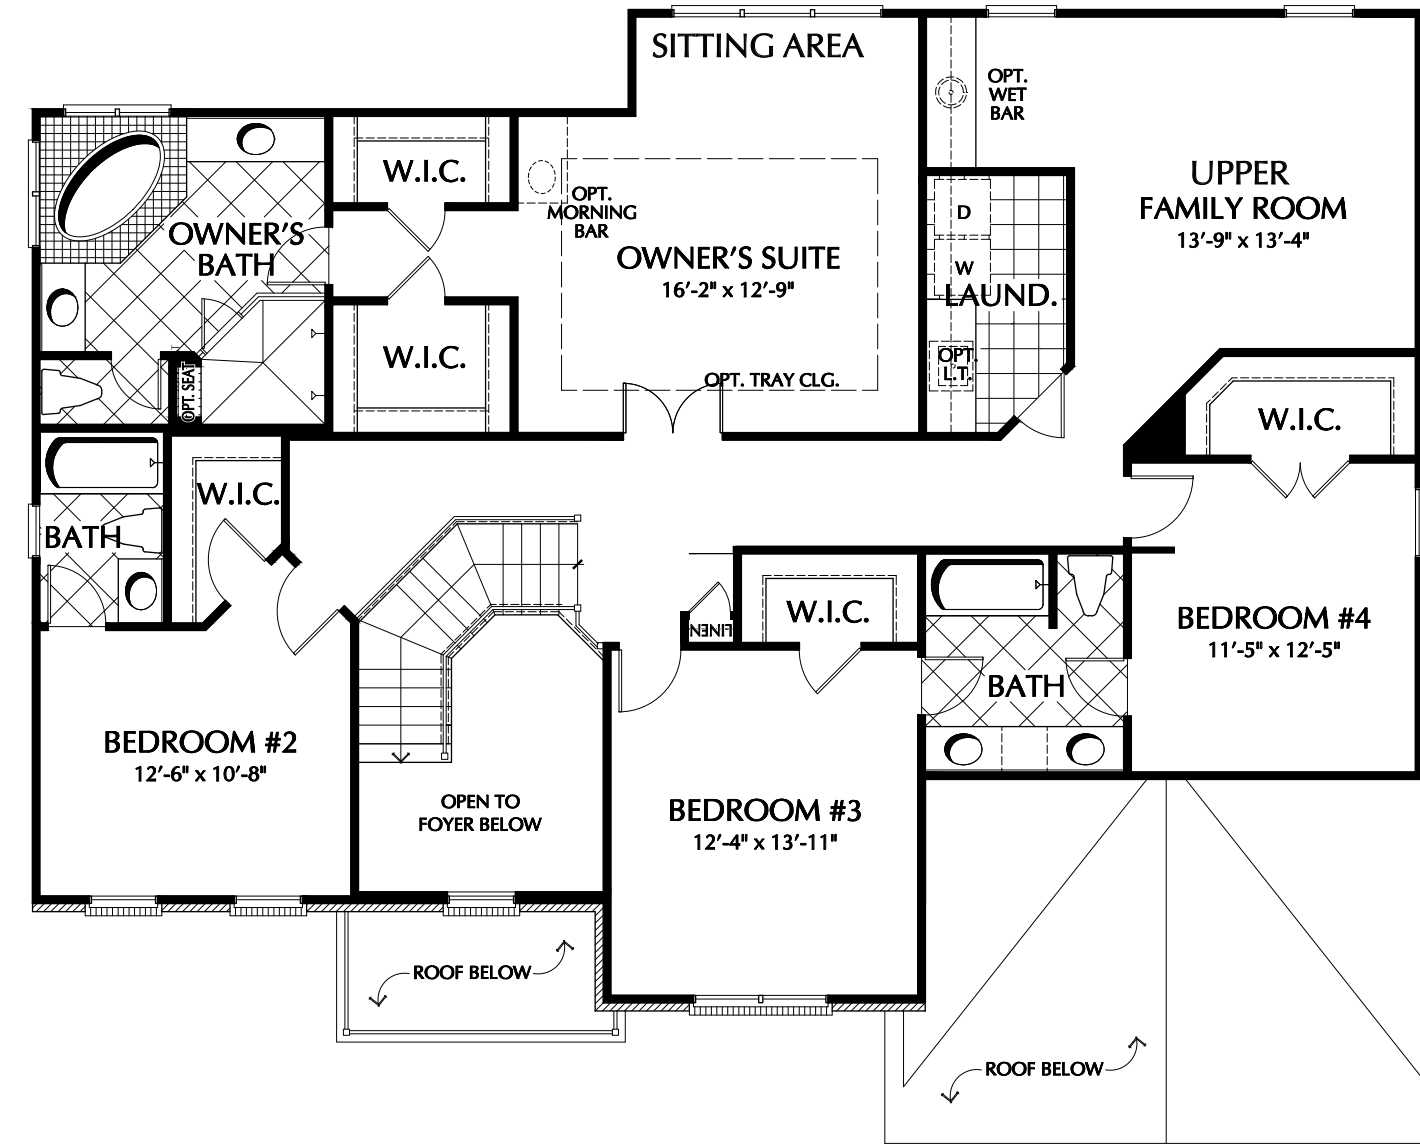 SITTING AREA
OPT.
WET
BAR
W.I.C.
UPPER
FAMILY ROOM
13'-9" x 13'-4"
OPT.
MORNING
BAR
D
W
OWNER'S
BATH
OWNER'S SUITE
16'-2" x 12'-9"
LAUND.
W.I.C.
OPT.
L.T.
OPT. SEAT
OPT. TRAY CLG.
W.I.C.
W.I.C.
BATH
W.I.C.
LINEN
BEDROOM #4
11'-5" x 12'-5"
BATH
BEDROOM #2
12'-6" x 10'-8"
OPEN TO
FOYER BELOW
BEDROOM #3
12'-4" x 13'-11"
ROOF BELOW
ROOF BELOW